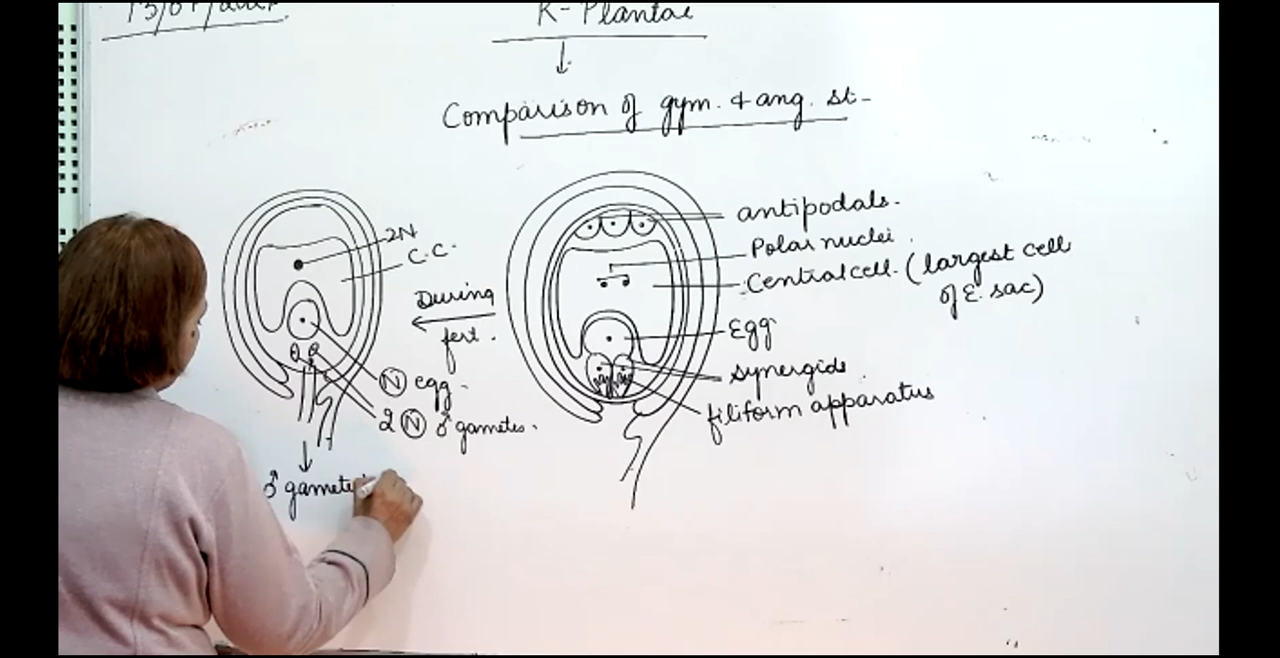 K- Plantae
Comparison of gym. + ang. st-
2N
C.C.
During
fert.
N egg-
2 N ♂ gametes.
♂ gamete
antipodals.
Polar nuclei
Central cell. (largest cell
of E. sac)
Egg
synergids
filiform apparatus